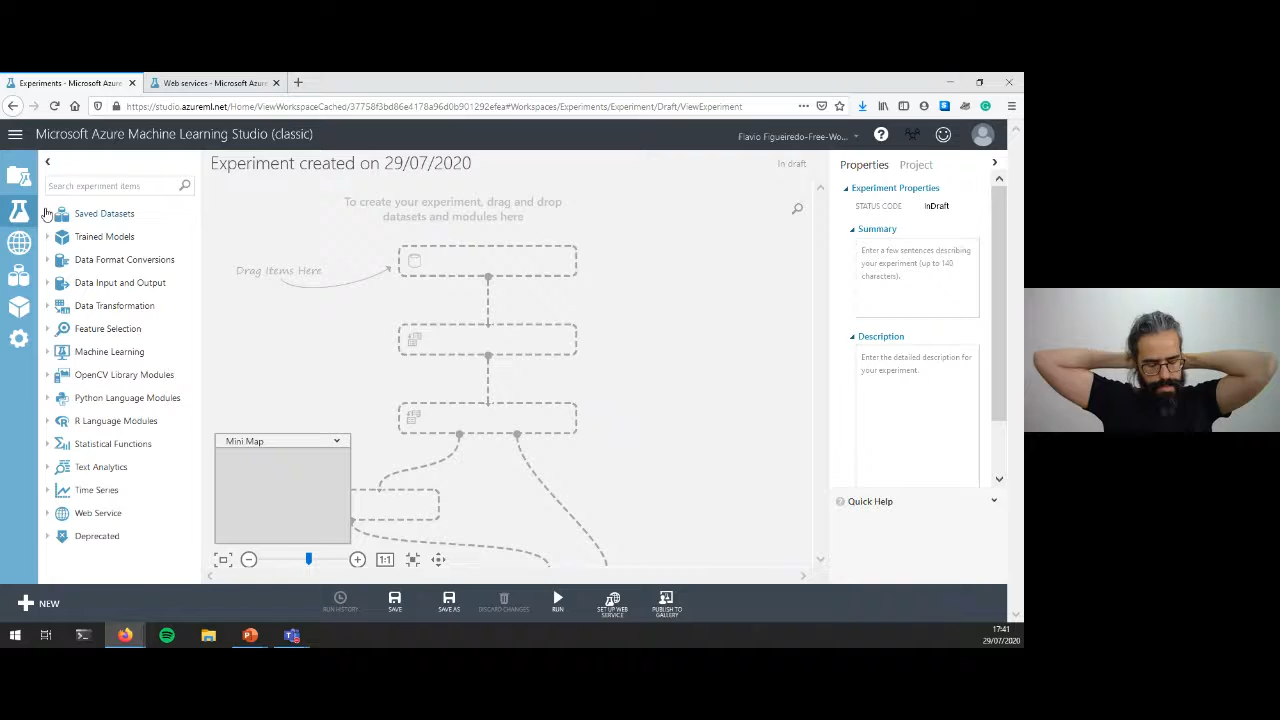 Experiments - Microsoft Azure
Web services - Microsoft Azur
https://studio.azureml.net/Home/ViewWorkspaceCached/37758f3bd86e4178a96d0b901292efea#Workspaces/Experiments/Experiment/Draft/ViewExperiment
Microsoft Azure Machine Learning Studio (classic)
Flavio Figueiredo-Free-Wo...
Search experiment items
Saved Datasets
Trained Models
Data Format Conversions
Data Input and Output
Data Transformation
Feature Selection
Machine Learning
OpenCV Library Modules
Python Language Modules
R Language Modules
Statistical Functions
Text Analytics
Time Series
Web Service
Deprecated
Experiment created on 29/07/2020
In draft
To create your experiment, drag and drop
datasets and modules here
Drag Items Here
Mini Map
1:1
Properties
Project
Experiment Properties
STATUS CODE
InDraft
Summary
Enter a few sentences describing
your experiment (up to 140
characters).
Description
Enter the detailed description for
your experiment.
Quick Help
NEW
RUN HISTORY
SAVE
SAVE AS
DISCARD CHANGES
RUN
SET UP WEB
SERVICE
PUBLISH TO
GALLERY
17:41
29/07/2020